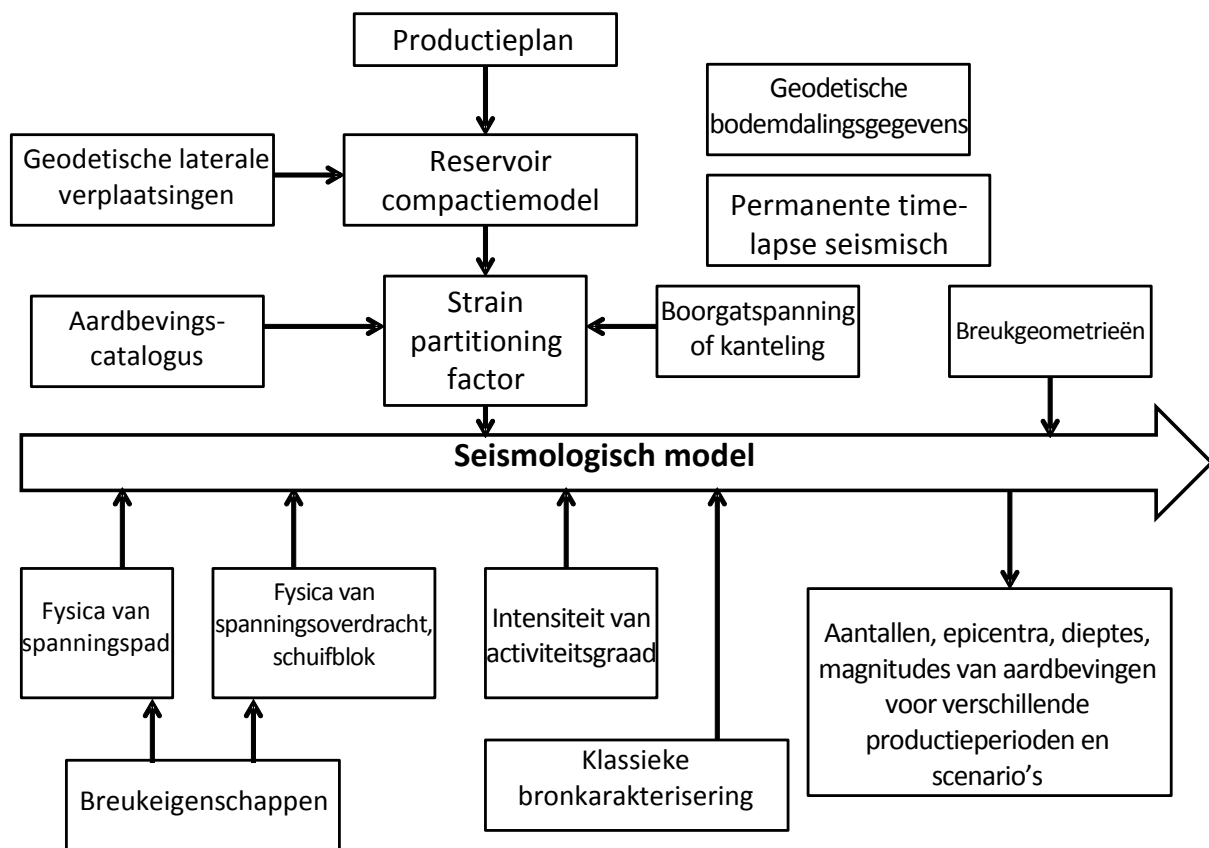 Productieplan
Geodetische
bodemdalingsgegevens
Geodetische laterale
verplaatsingen
Reservoir
compactiemodel
Permanente time-
lapse seismisch
Aardbevings-
catalogus
Strain
partitioning
factor
Boorgatspanning
of kanteling
Breukgeometrieën
Seismologisch model
Fysica van
spanningspad
Fysica van
spanningsoverdracht,
schuifblok
Intensiteit van
activiteitsgraad
Aantallen, epicentra, dieptes,
magnitudes van aardbevingen
voor verschillende
productieperioden en
scenario's
Breukeigenschappen
Klassieke
bronkarakterisering